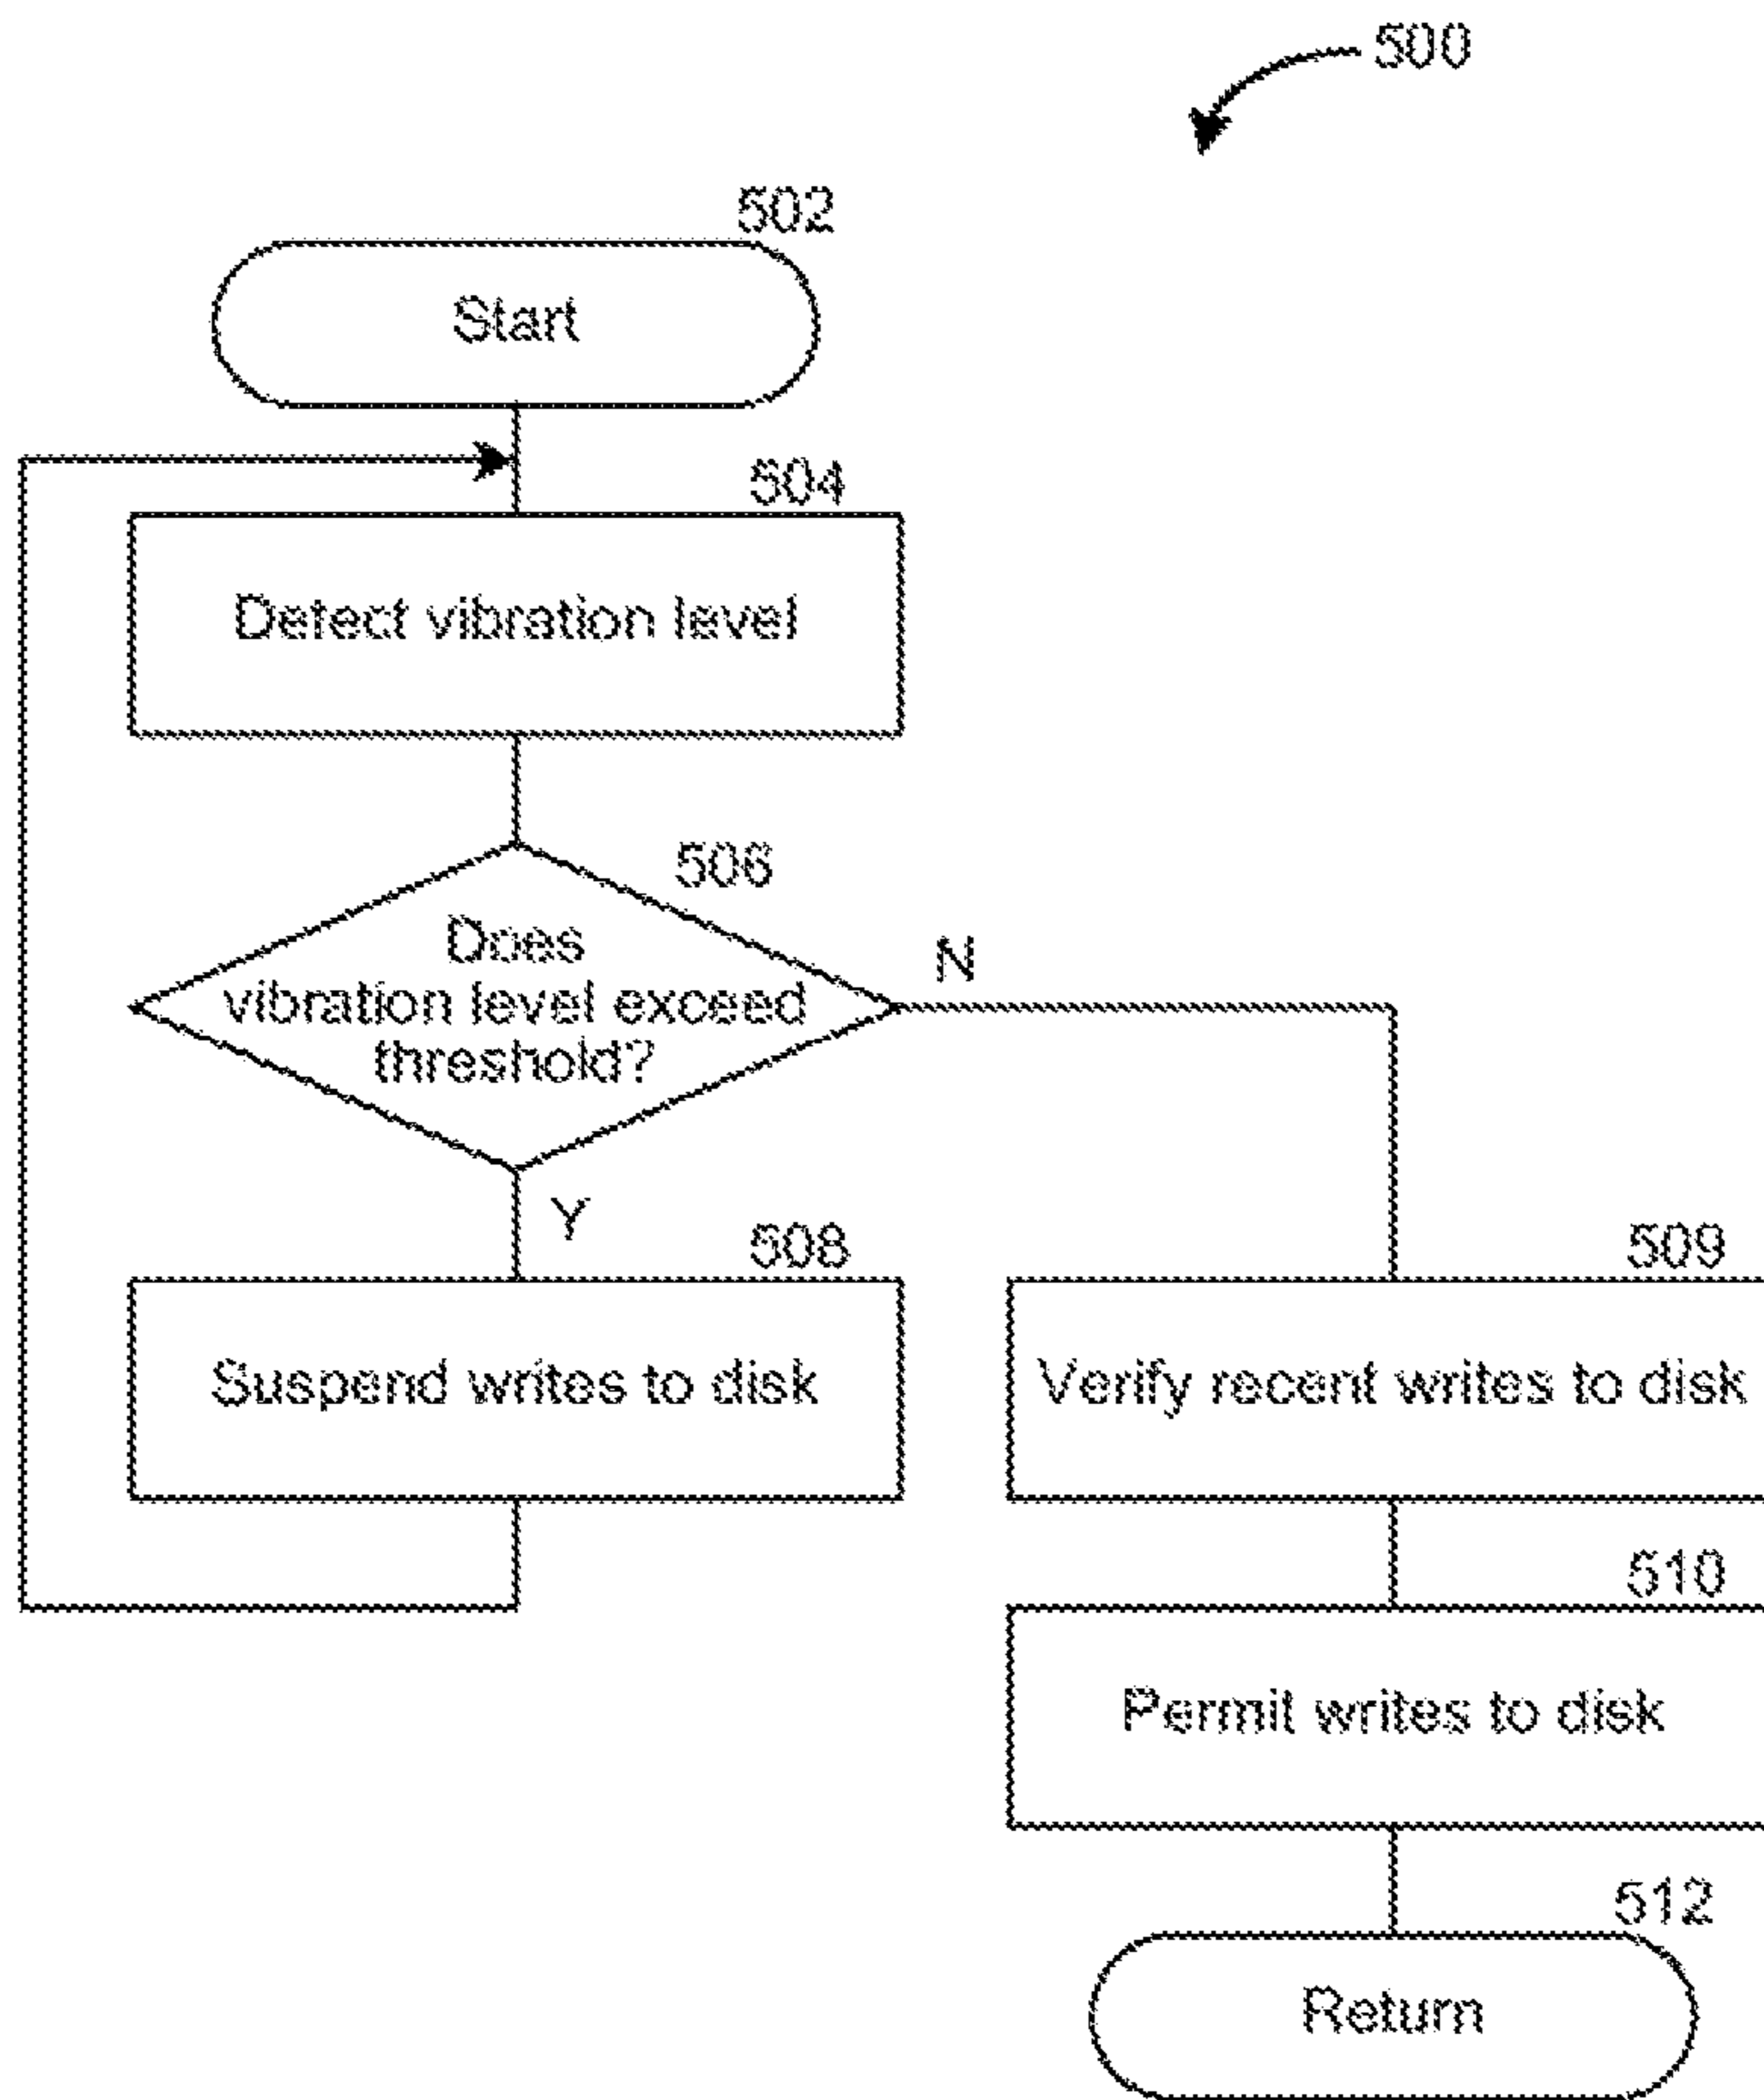 500
502
Start
504
Detect vibration level
506
Does
vibration level exceed
threshold?
N
Y
508
Suspend writes to disk
509
Verify recent writes to disk
510
Permit writes to disk
512
Return